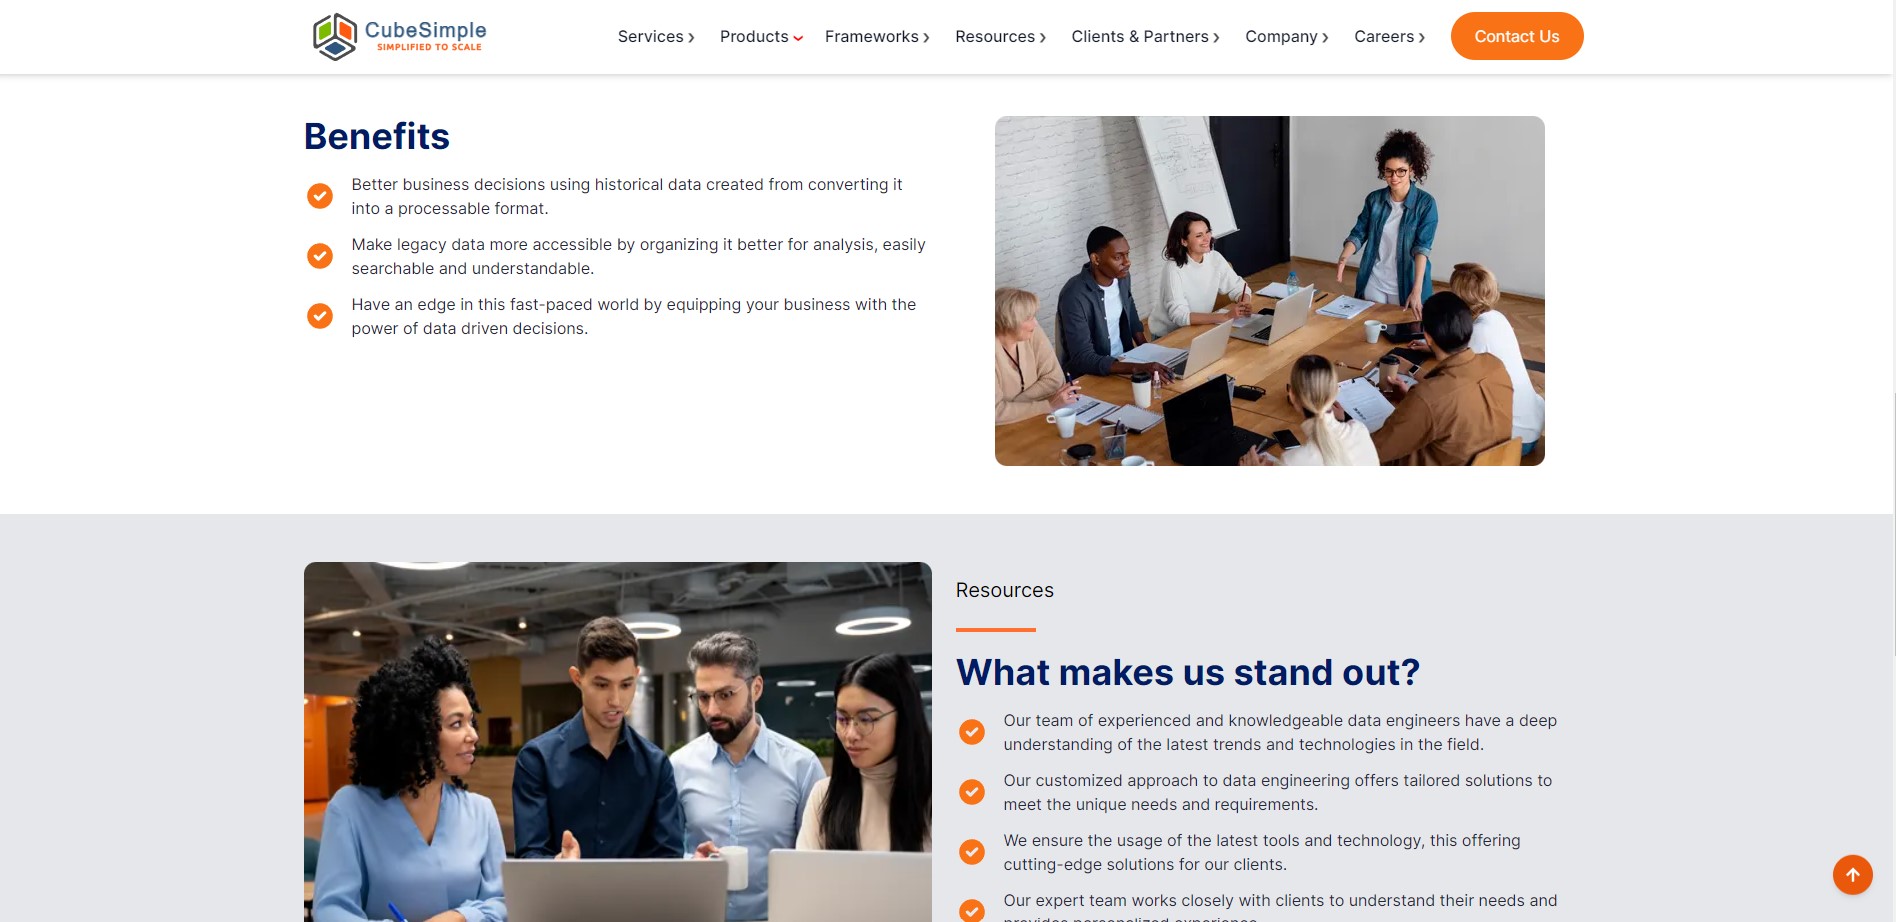 CubeSimple
SIMPLIFIED TO SCALE
Services
Products
Frameworks
Resources
Clients & Partners
Company
Careers
Contact Us
Benefits
Better business decisions using historical data created from converting it
into a processable format.
Make legacy data more accessible by organizing it better for analysis, easily
searchable and understandable.
Have an edge in this fast-paced world by equipping your business with the
power of data driven decisions.
Resources
What makes us stand out?
Our team of experienced and knowledgeable data engineers have a deep
understanding of the latest trends and technologies in the field.
Our customized approach to data engineering offers tailored solutions to
meet the unique needs and requirements.
We ensure the usage of the latest tools and technology, this offering
cutting-edge solutions for our clients.
Our expert team works closely with clients to understand their needs and
provides personalized experience.